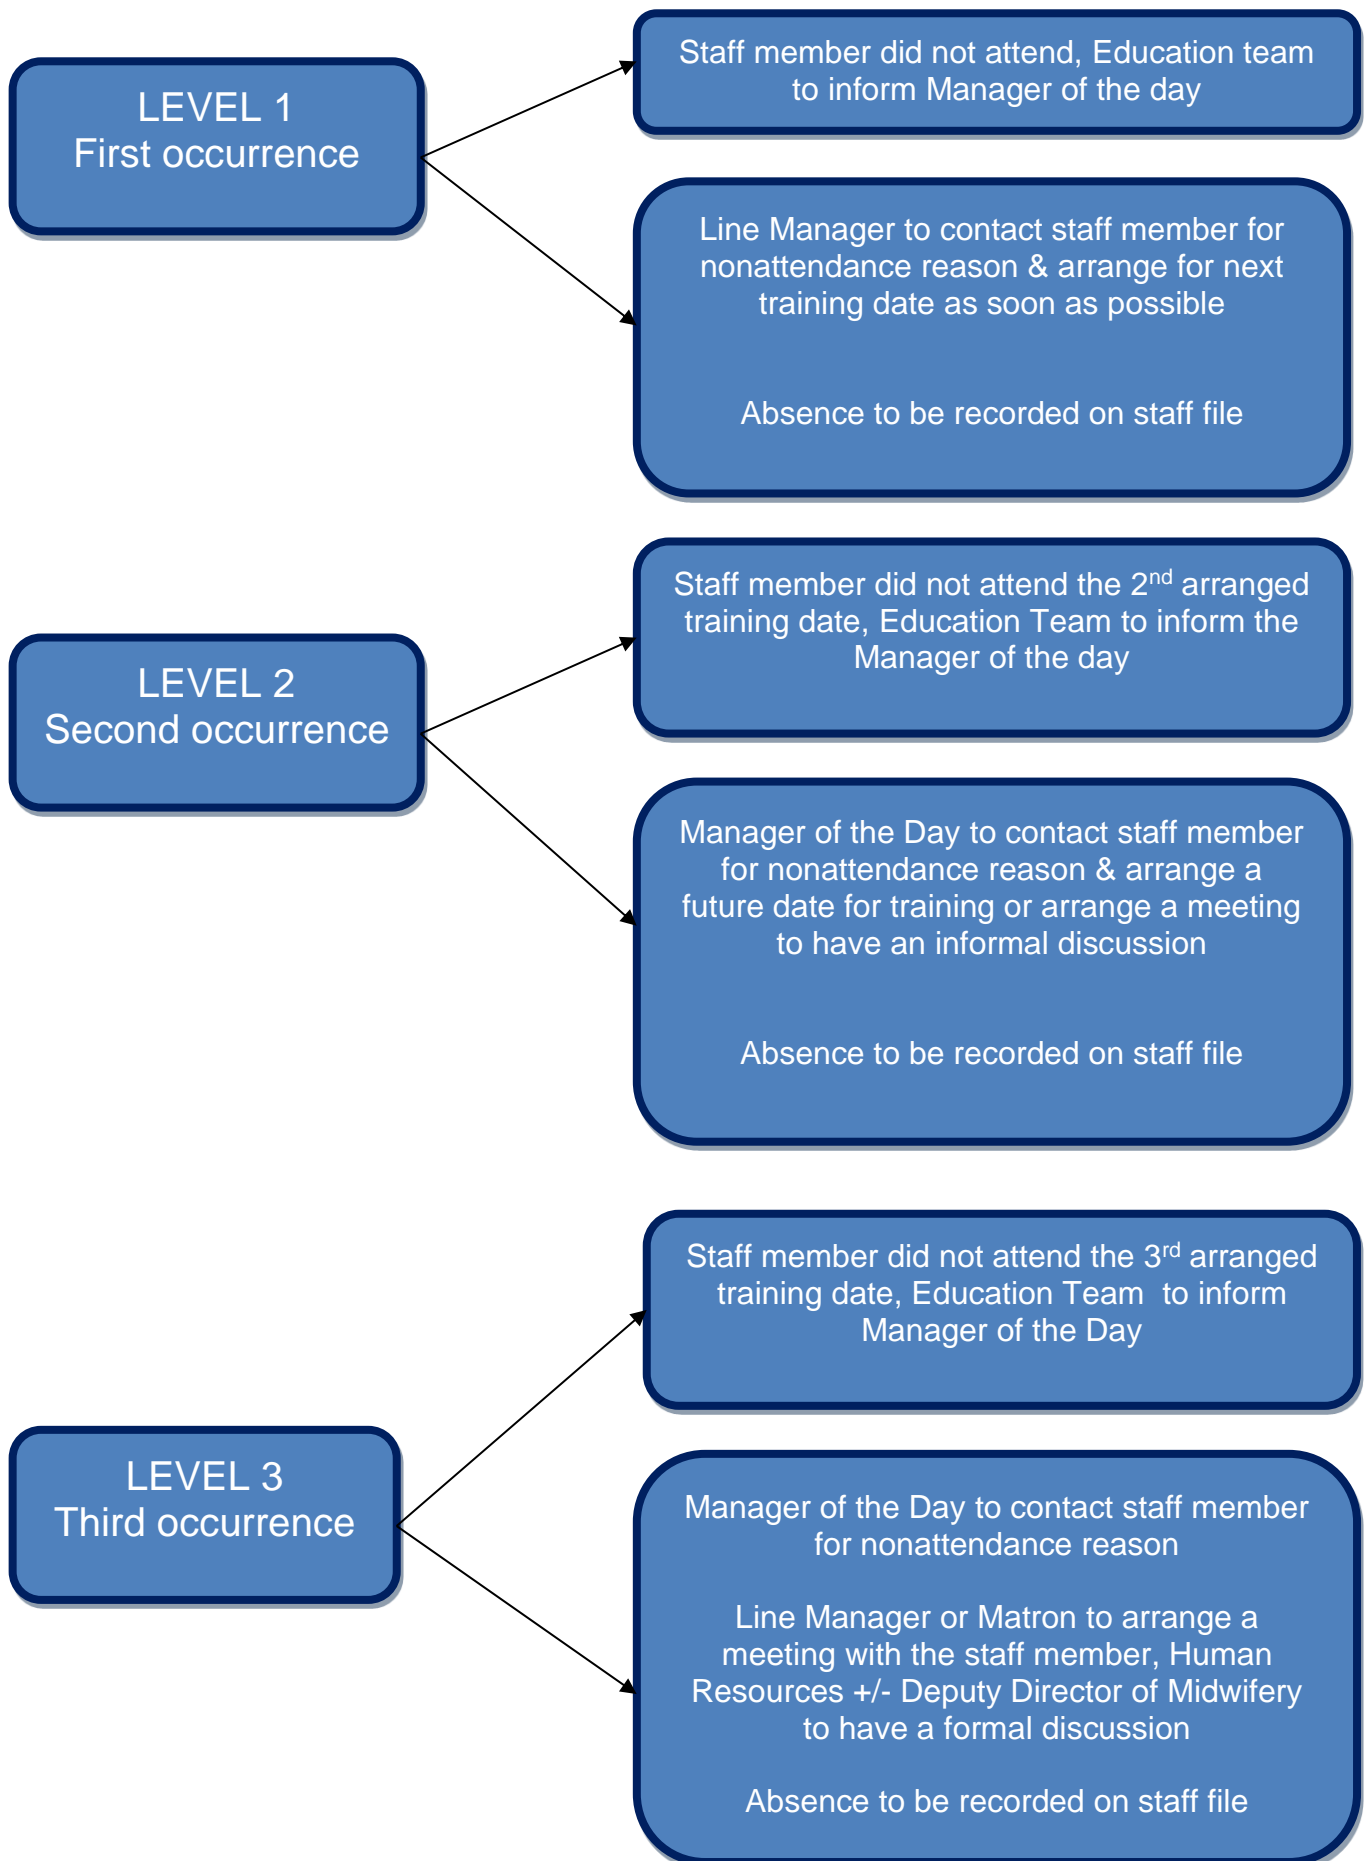 LEVEL 1
First occurrence
Staff member did not attend, Education team
to inform Manager of the day
Line Manager to contact staff member for
nonattendance reason & arrange for next
training date as soon as possible
Absence to be recorded on staff file
LEVEL 2
Second occurrence
Staff member did not attend the 2nd arranged
training date, Education Team to inform the
Manager of the day
Manager of the Day to contact staff member
for nonattendance reason & arrange a
future date for training or arrange a meeting
to have an informal discussion
Absence to be recorded on staff file
LEVEL 3
Third occurrence
Staff member did not attend the 3rd arranged
training date, Education Team  to inform
Manager of the Day
Manager of the Day to contact staff member
for nonattendance reason
Line Manager or Matron to arrange a
meeting with the staff member, Human
Resources +/- Deputy Director of Midwifery
to have a formal discussion
Absence to be recorded on staff file